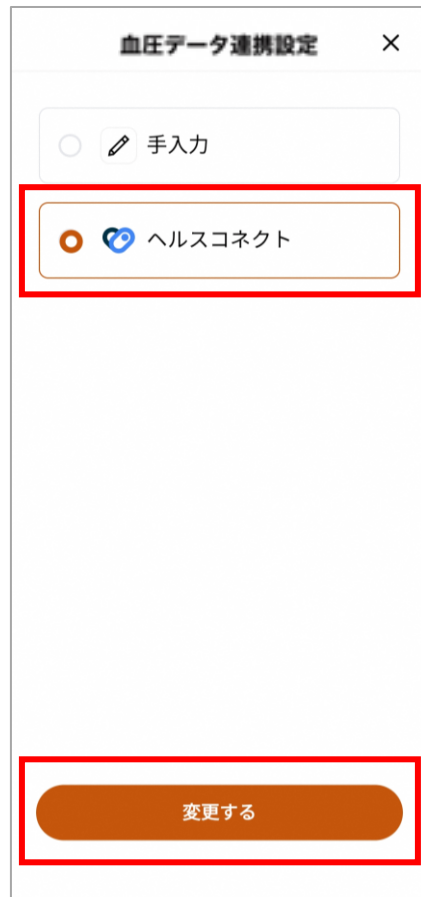 血圧データ連携設定
手入力
ヘルスコネクト
変更する